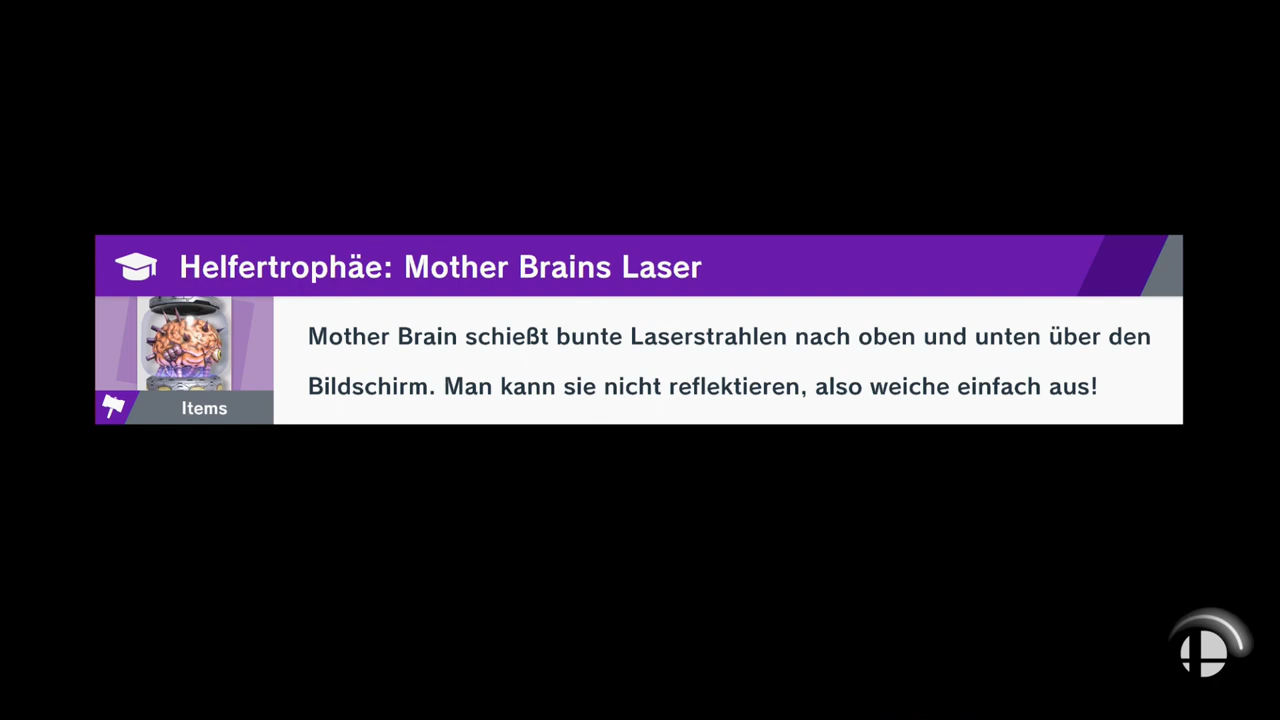 Helfertrophäe: Mother Brains Laser
Mother Brain schießt bunte Laserstrahlen nach oben und unten über den
Bildschirm. Man kann sie nicht reflektieren, also weiche einfach aus!
Items